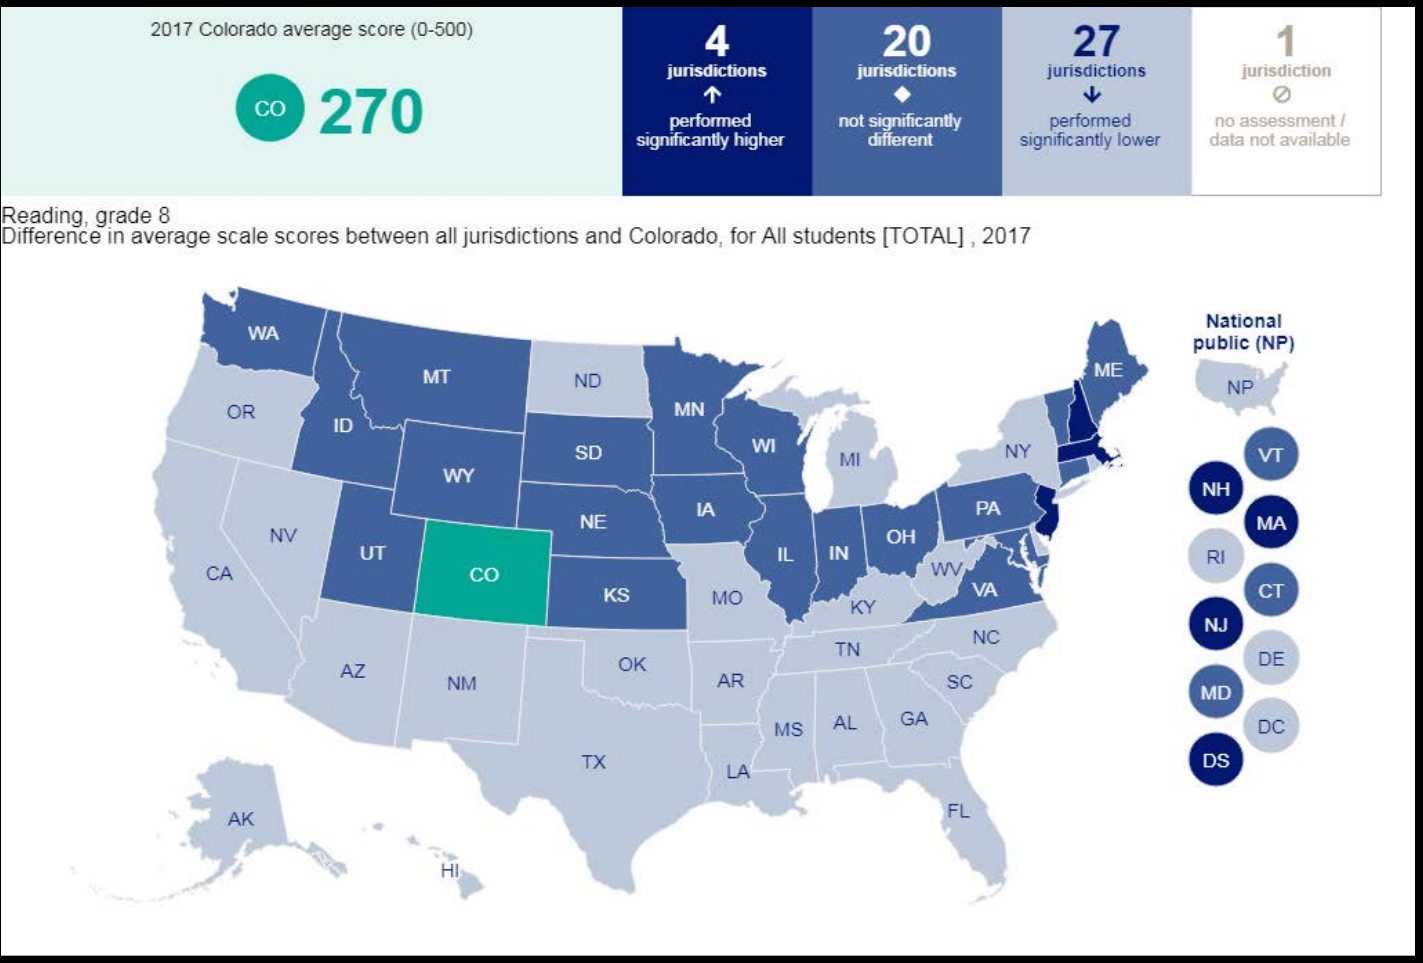 2017 Colorado average score (0-500)
CO 270
4
jurisdictions
performed
significantly higher
20
jurisdictions
not significantly
different
27
jurisdictions
performed
significantly lower
1
jurisdiction
no assessment /
data not available
Reading, grade 8
Difference in average scale scores between all jurisdictions and Colorado, for All students [TOTAL] , 2017
WA
MT
ND
MN
ME
OR
ID
WY
SD
WI
MI
NY
NE
IA
PA
NV
UT
CO
KS
IL
IN
OH
WV
VA
CA
MO
KY
NC
AZ
NM
OK
TN
AR
SC
MS
AL
GA
TX
LA
FL
AK
HI
National
public (NP)
NP
VT
NH
MA
RI
CT
NJ
DE
MD
DC
DS